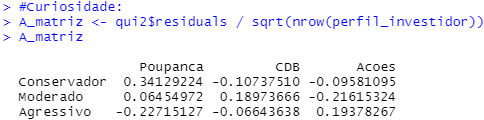 > #Curiosidade:
> A_matriz <- qui2$residuals / sqrt(nrow(perfil_investidor))
> A_matriz
Poupanca CDB Acoes
Conservador 0.34129224 -0.10737510 -0.09581095
Moderado 0.06454972 0.18973666 -0.21615324
Agressivo -0.22715127 -0.06643638 0.19378267